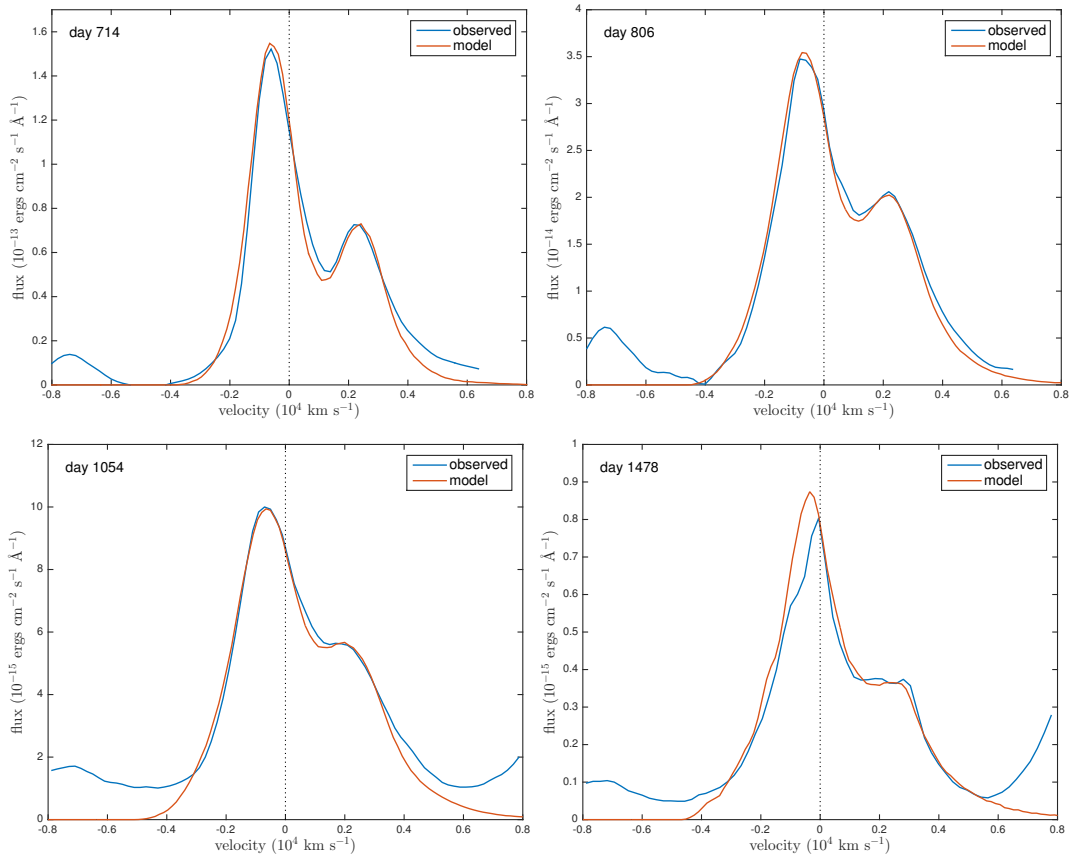 day 714
observed
model
1.6
1.4
1.2
1
0.8
0.6
0.4
0.2
0
flux (10⁻¹³ ergs cm⁻² s⁻¹ Å⁻¹)
-0.8 -0.6 -0.4 -0.2 0 0.2 0.4 0.6 0.8
velocity (10⁴ km s⁻¹)
day 806
observed
model
4
3.5
3
2.5
2
1.5
1
0.5
0
flux (10⁻¹⁴ ergs cm⁻² s⁻¹ Å⁻¹)
-0.8 -0.6 -0.4 -0.2 0 0.2 0.4 0.6 0.8
velocity (10⁴ km s⁻¹)
day 1054
observed
model
12
10
8
6
4
2
0
flux (10⁻¹⁵ ergs cm⁻² s⁻¹ Å⁻¹)
-0.8 -0.6 -0.4 -0.2 0 0.2 0.4 0.6 0.8
velocity (10⁴ km s⁻¹)
day 1478
observed
model
1
0.9
0.8
0.7
0.6
0.5
0.4
0.3
0.2
0.1
0
flux (10⁻¹⁵ ergs cm⁻² s⁻¹ Å⁻¹)
-0.8 -0.6 -0.4 -0.2 0 0.2 0.4 0.6 0.8
velocity (10⁴ km s⁻¹)